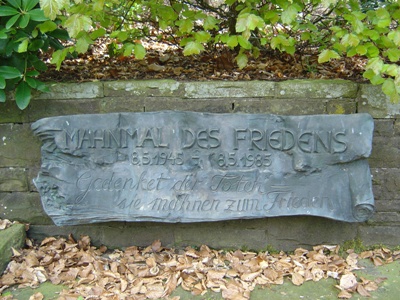 MAHNMAL DES FRIEDENS
8.5.1945 - 8.5.1985
Gedenket der Toten
sie mahnen zum Frieden